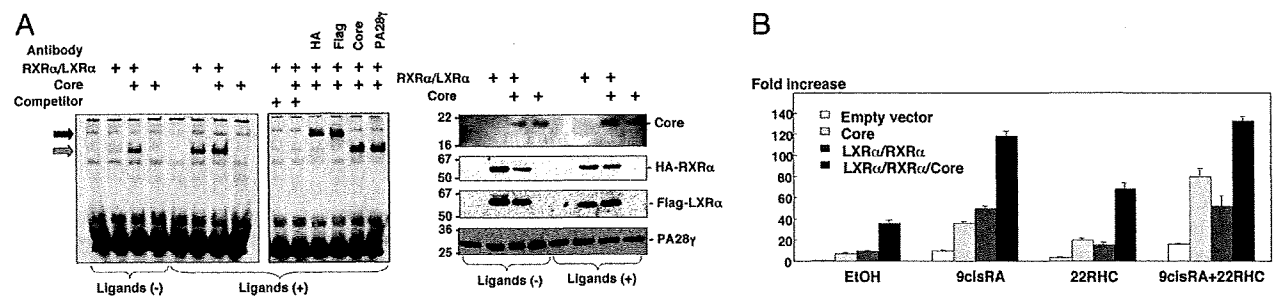 A
Antibody
HA
Flag
Core
PA28γ
RXRα/LXRα + + + + + + + + + +
Core + + + + + + + + +
Competitor + +
Ligands (-)
Ligands (+)
RXRα/LXRα + + + +
Core + + + +
22
16
Core
67
50
HA-RXRα
67
50
Flag-LXRα
36
25
PA28γ
Ligands (-)
Ligands (+)
B
Fold increase
140
120
100
80
60
40
20
0
Empty vector
Core
LXRα/RXRα
LXRα/RXRα/Core
EtOH
9cisRA
22RHC
9cisRA+22RHC